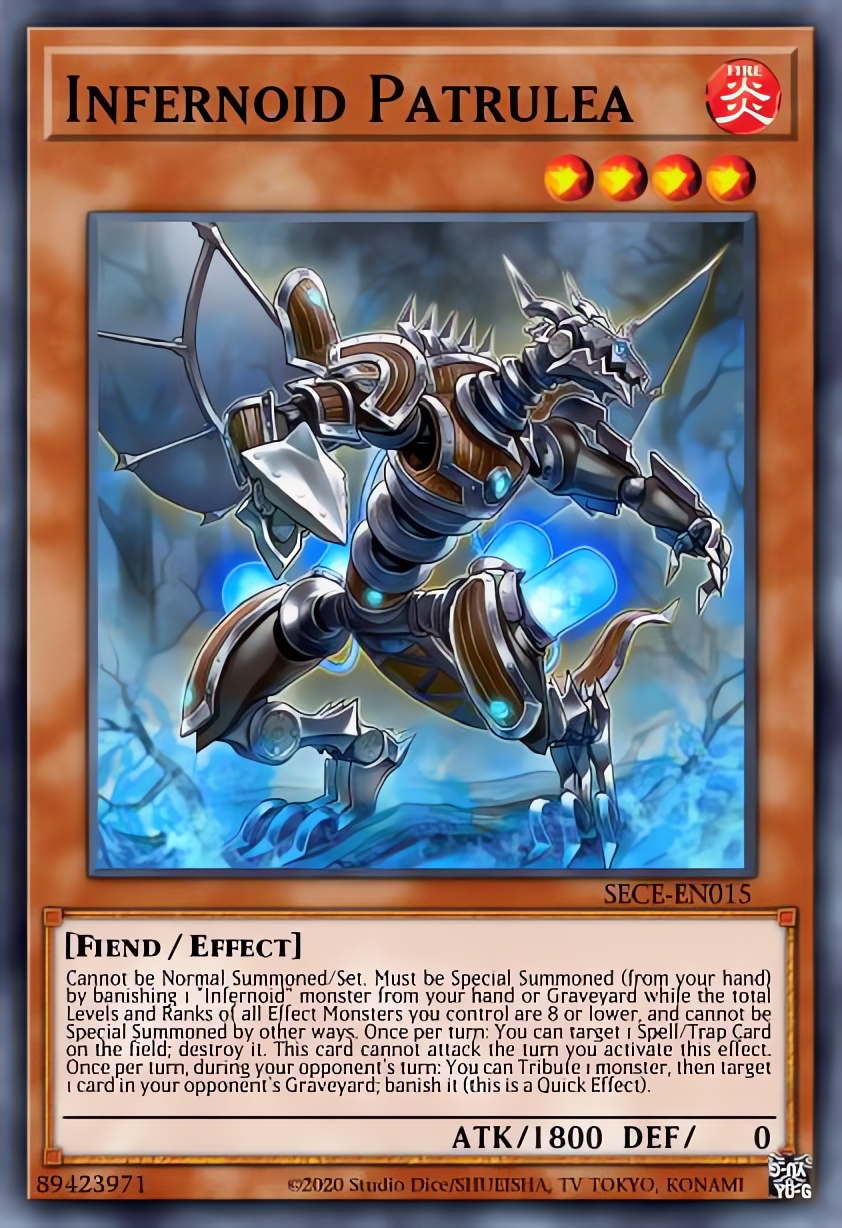 INFERNOID PATRULEA
FIRE
炎
SECE-EN015
[FIEND / EFFECT]
Cannot be Normal Summoned/Set. Must be Special Summoned (from your hand)
by banishing 1 "Infernoid" monster from your hand or Graveyard while the total
Levels and Ranks of all Effect Monsters you control are 8 or lower, and cannot be
Special Summoned by other ways. Once per turn: You can target 1 Spell/Trap Card
on the field; destroy it. This card cannot attack the turn you activate this effect.
Once per turn, during your opponent's turn: You can Tribute 1 monster, then target
1 card in your opponent's Graveyard; banish it (this is a Quick Effect).
ATK/1800 DEF/ 0
89423971 ©2020 Studio Dice/SHUEISHA, TV TOKYO, KONAMI